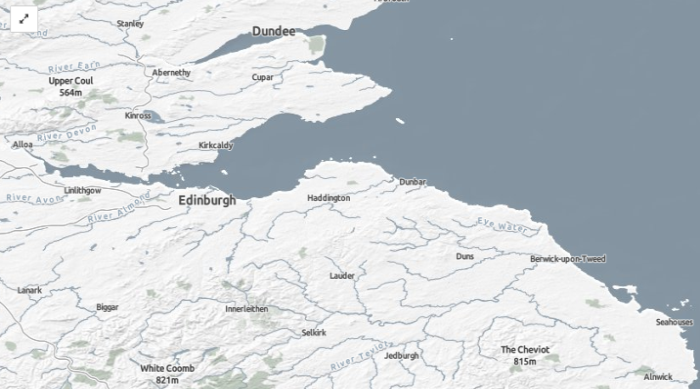 Stanley
Dundee
River Earn
Abernethy
Upper Coul
564m
Cupar
Kinross
River Devon
Alloa
Kirkcaldy
Linlithgow
Dunbar
River Avon
River Almond
Edinburgh
Haddington
Eye Water
Duns
Berwick-upon-Tweed
Lauder
Lanark
Biggar
Innerleithen
Seahouses
Selkirk
River Teviot
Jedburgh
The Cheviot
815m
White Coomb
821m
Alnwick